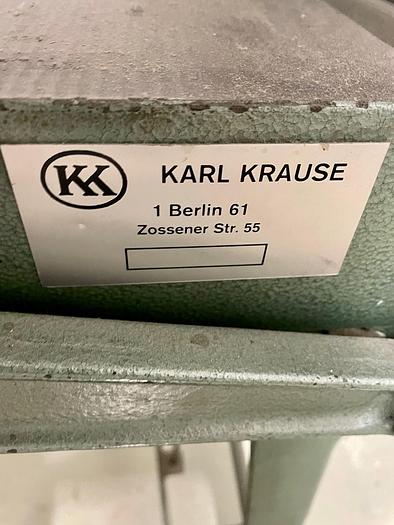 KK
KARL KRAUSE
1 Berlin 61
Zossener Str. 55